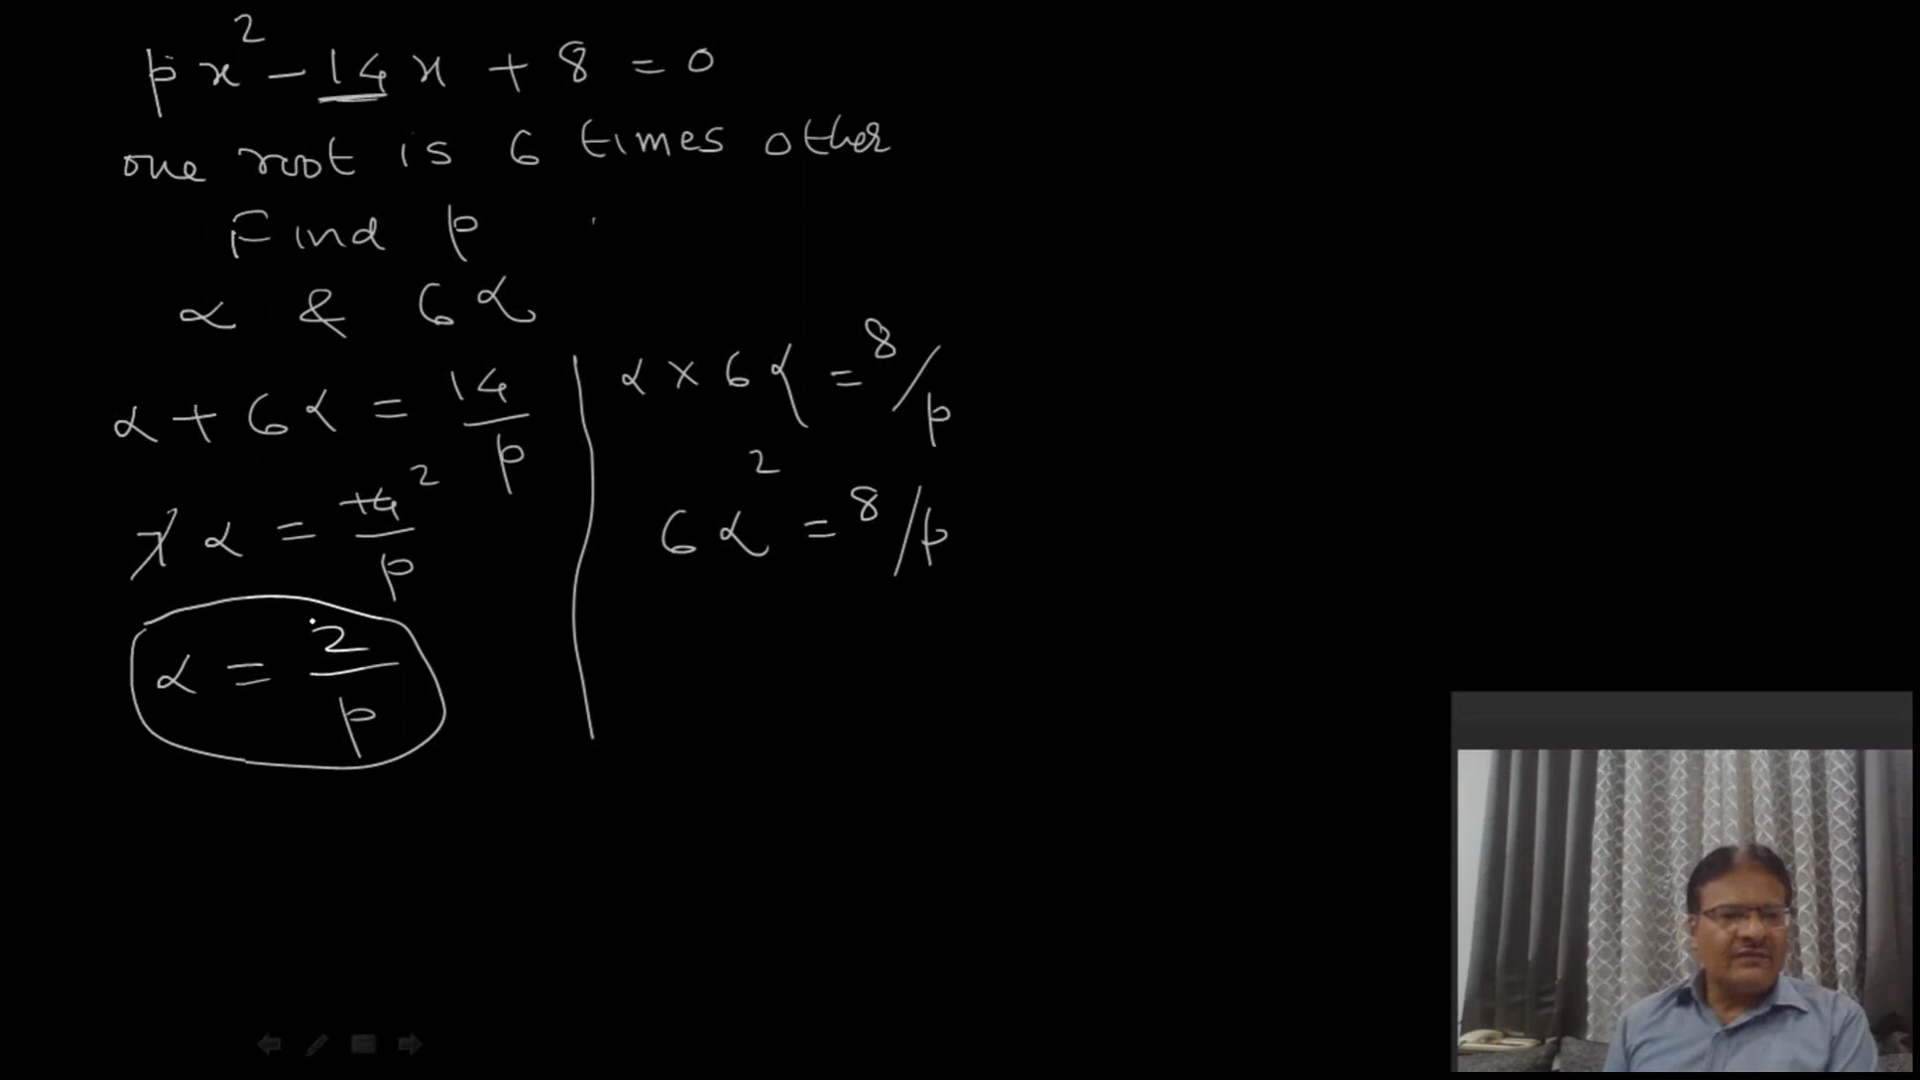 px² - 14x + 8 = 0
one root is 6 times other
Find p
α & 6α
α + 6α = 14/p
7α = 14/p 2
α = 2/p
α × 6α = 8/p
6α² = 8/p